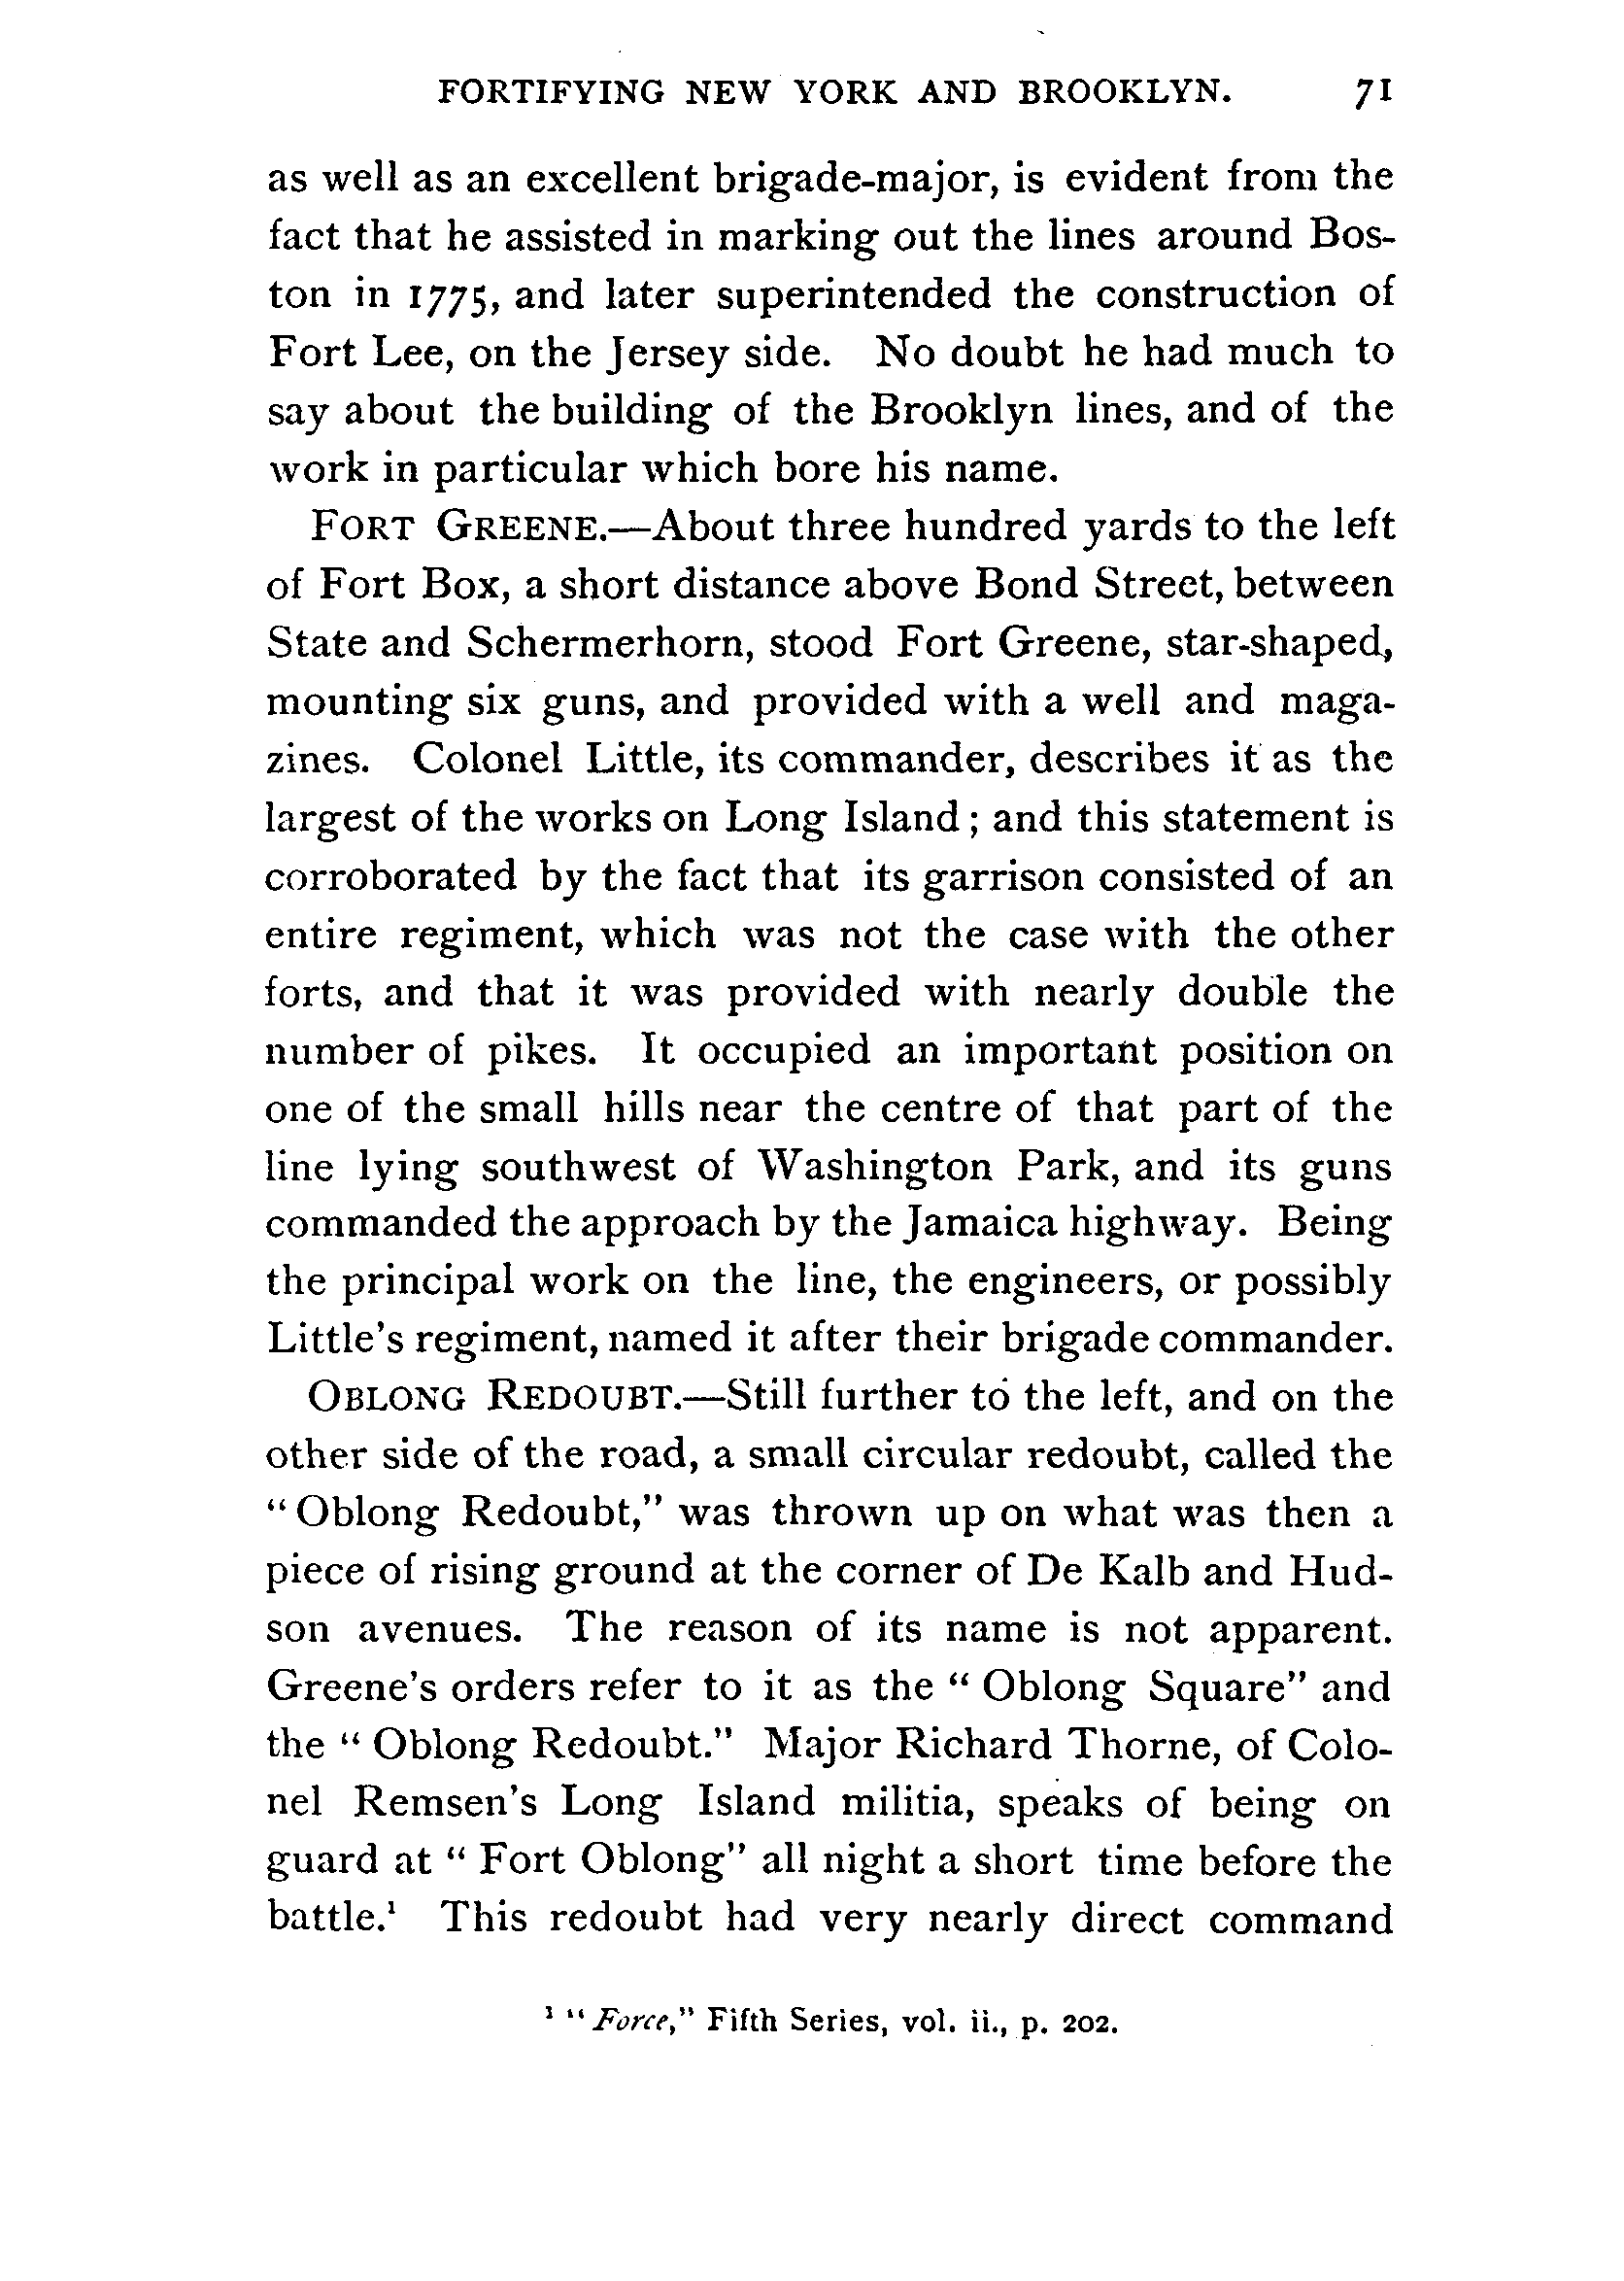 FORTIFYING NEW YORK AND BROOKLYN. 71
as well as an excellent brigade-major, is evident from the
fact that he assisted in marking out the lines around Bos-
ton in 1775, and later superintended the construction of
Fort Lee, on the Jersey side. No doubt he had much to
say about the building of the Brooklyn lines, and of the
work in particular which bore his name.
FORT GREENE.—About three hundred yards to the left
of Fort Box, a short distance above Bond Street, between
State and Schermerhorn, stood Fort Greene, star-shaped,
mounting six guns, and provided with a well and maga-
zines. Colonel Little, its commander, describes it as the
largest of the works on Long Island; and this statement is
corroborated by the fact that its garrison consisted of an
entire regiment, which was not the case with the other
forts, and that it was provided with nearly double the
number of pikes. It occupied an important position on
one of the small hills near the centre of that part of the
line lying southwest of Washington Park, and its guns
commanded the approach by the Jamaica highway. Being
the principal work on the line, the engineers, or possibly
Little's regiment, named it after their brigade commander.
OBLONG REDOUBT.—Still further to the left, and on the
other side of the road, a small circular redoubt, called the
"Oblong Redoubt," was thrown up on what was then a
piece of rising ground at the corner of De Kalb and Hud-
son avenues. The reason of its name is not apparent.
Greene's orders refer to it as the "Oblong Square" and
the "Oblong Redoubt." Major Richard Thorne, of Colo-
nel Remsen's Long Island militia, speaks of being on
guard at "Fort Oblong" all night a short time before the
battle.¹ This redoubt had very nearly direct command
¹ "Force," Fifth Series, vol. ii., p. 202.